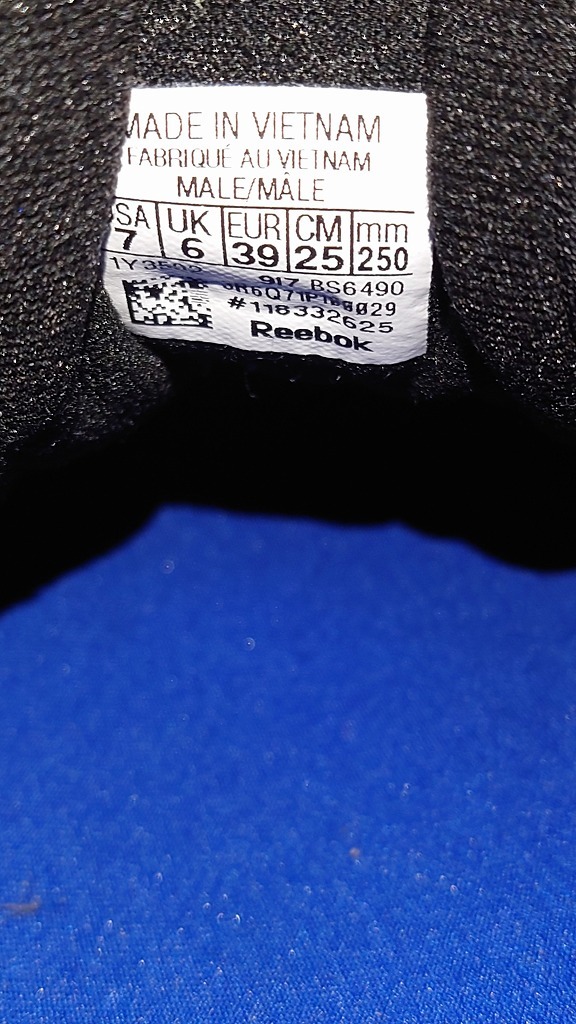 MADE IN VIETNAM
FABRIQUÉ AU VIETNAM
MALE/MÂLE
SA UK EUR CM mm
7 6 39 25 250
917 BS6490
#118332625
Reebok